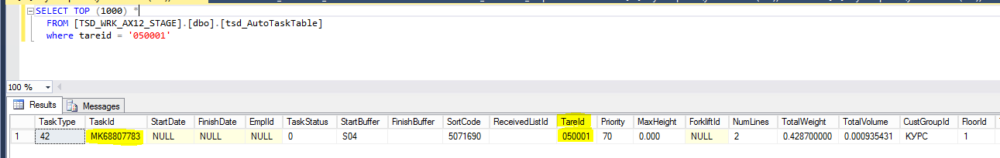 SELECT TOP (1000) *
FROM [TSD_WRK_AX12_STAGE].[dbo].[tsd_AutoTaskTable]
where tareid = '050001'
100 %
Results Messages
TaskType TaskId StartDate FinishDate EmplId TaskStatus StartBuffer FinishBuffer SortCode ReceivedListId TareId Priority MaxHeight ForkliftId NumLines TotalWeight TotalVolume CustGroupId FloorId
1 42 MK68807783 NULL NULL NULL 0 S04 5071690 050001 70 0.000 NULL 2 0.428700000 0.000935431 КУРС 1